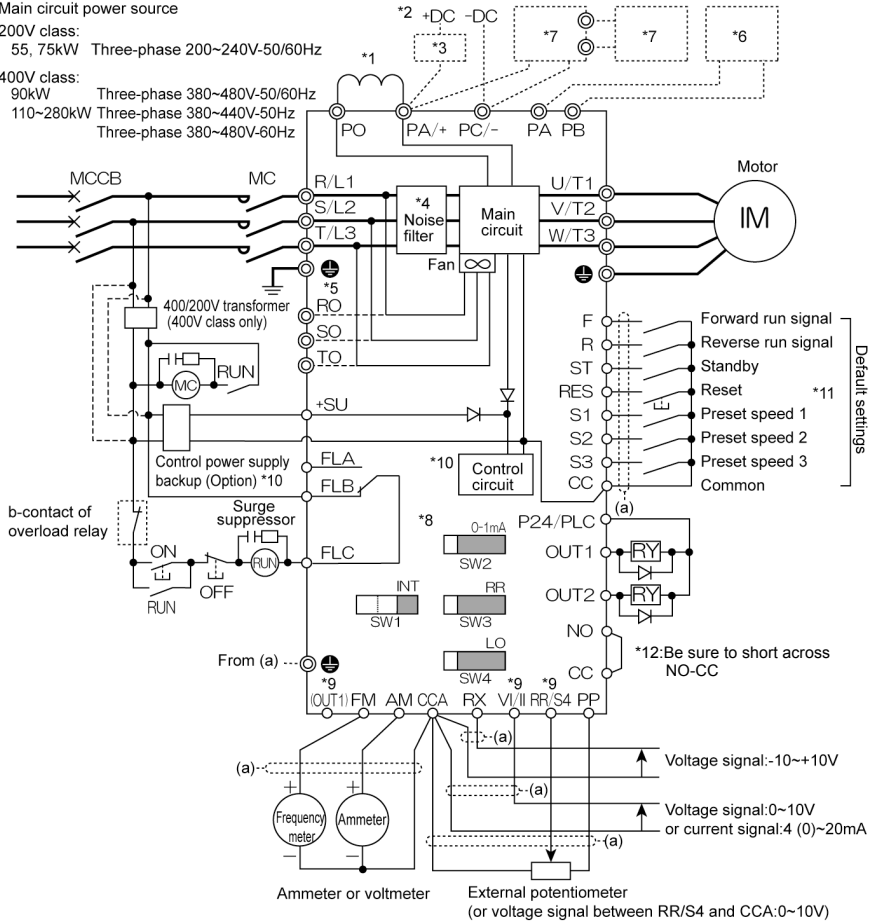 Main circuit power source
200V class:
55, 75kW Three-phase 200~240V-50/60Hz
400V class:
90kW Three-phase 380~480V-50/60Hz
110~280kW Three-phase 380~440V-50Hz
Three-phase 380~480V-60Hz
*1
*2 +DC -DC
*3
*7
*7
*6
PO
PA/+
PC/-
PA
PB
MCCB
MC
R/L1
S/L2
T/L3
*4
Noise
filter
Main
circuit
Fan
U/T1
V/T2
W/T3
Motor
IM
*5
RO
SO
TO
400/200V transformer
(400V class only)
MC
RUN
+SU
Control power supply
backup (Option) *10
FLA
FLB
FLC
*10
Control
circuit
b-contact of
overload relay
Surge
suppressor
ON
RUN
OFF
RUN
F
Forward run signal
R
Reverse run signal
ST
Standby
RES
Reset
S1
Preset speed 1
S2
Preset speed 2
S3
Preset speed 3
CC
Common
*11
Default settings
(a)
P24/PLC
OUT1
RY
OUT2
RY
NO
CC
*12:Be sure to short across
NO-CC
*8
0-1mA
SW2
INT
SW1
RR
SW3
LO
SW4
From (a)
*9
(OUT1)
FM
AM
CCA
RX
*9
VI/II
*9
RR/S4
PP
(a)
(a)
(a)
(a)
Voltage signal:-10~+10V
Voltage signal:0~10V
or current signal:4 (0)~20mA
+
+
Frequency
meter
Ammeter
−
−
Ammeter or voltmeter
External potentiometer
(or voltage signal between RR/S4 and CCA:0~10V)